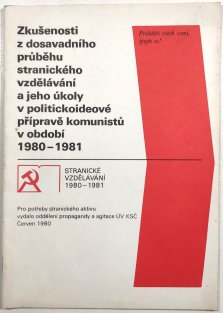 Proletáři všech zemí,
spojte se!
Zkušenosti
z dosavadního
průběhu
stranického
vzdělávání
a jeho úkoly
v politickoideové
přípravě komunistů
v období
1980–1981
STRANICKÉ
VZDĚLÁVÁNÍ
1980–1981
Pro potřeby stranického aktivu
vydalo oddělení propagandy a agitace ÚV KSČ
Červen 1980